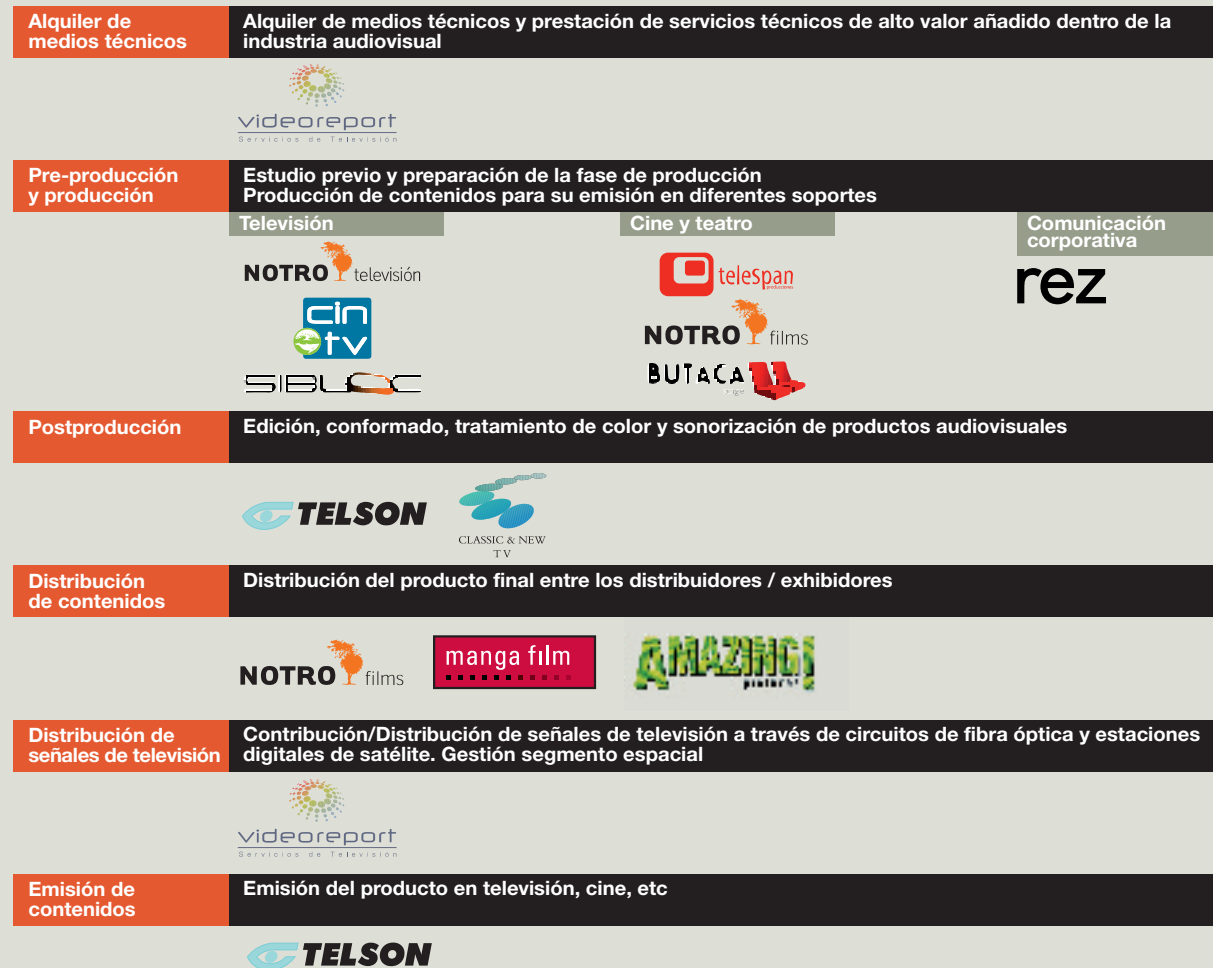 Alquiler de
medios técnicos
Alquiler de medios técnicos y prestación de servicios técnicos de alto valor añadido dentro de la
industria audiovisual
videoreport
Servicios de Televisión
Pre-producción
y producción
Estudio previo y preparación de la fase de producción
Producción de contenidos para su emisión en diferentes soportes
Televisión
NOTRO televisión
cin
tv
SIBLOC
Cine y teatro
teleSpan
producciones
NOTRO films
BUTACA
Comunicación
corporativa
rez
Postproducción
Edición, conformado, tratamiento de color y sonorización de productos audiovisuales
TELSON
CLASSIC & NEW
TV
Distribución
de contenidos
Distribución del producto final entre los distribuidores / exhibidores
NOTRO films
manga film
AMAZING!
Distribución de
señales de televisión
Contribución/Distribución de señales de televisión a través de circuitos de fibra óptica y estaciones
digitales de satélite. Gestión segmento espacial
videoreport
Servicios de Televisión
Emisión de
contenidos
Emisión del producto en televisión, cine, etc
TELSON